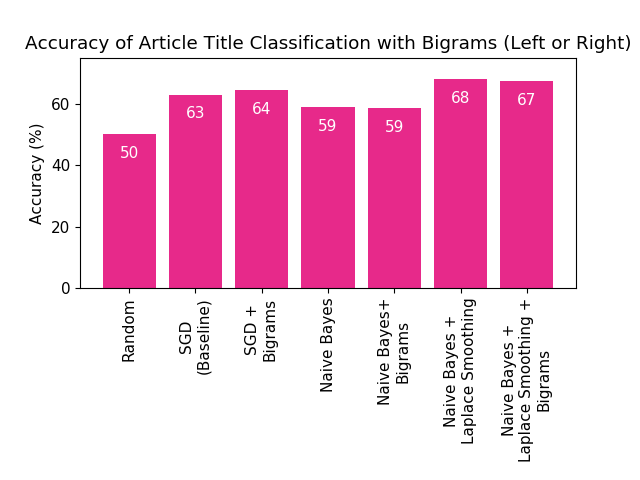 Accuracy of Article Title Classification with Bigrams (Left or Right)
Accuracy (%)
60
40
20
0
50
63
64
59
59
68
67
Random
SGD
(Baseline)
SGD +
Bigrams
Naive Bayes
Naive Bayes+
Bigrams
Naive Bayes +
Laplace Smoothing
Naive Bayes +
Laplace Smoothing +
Bigrams